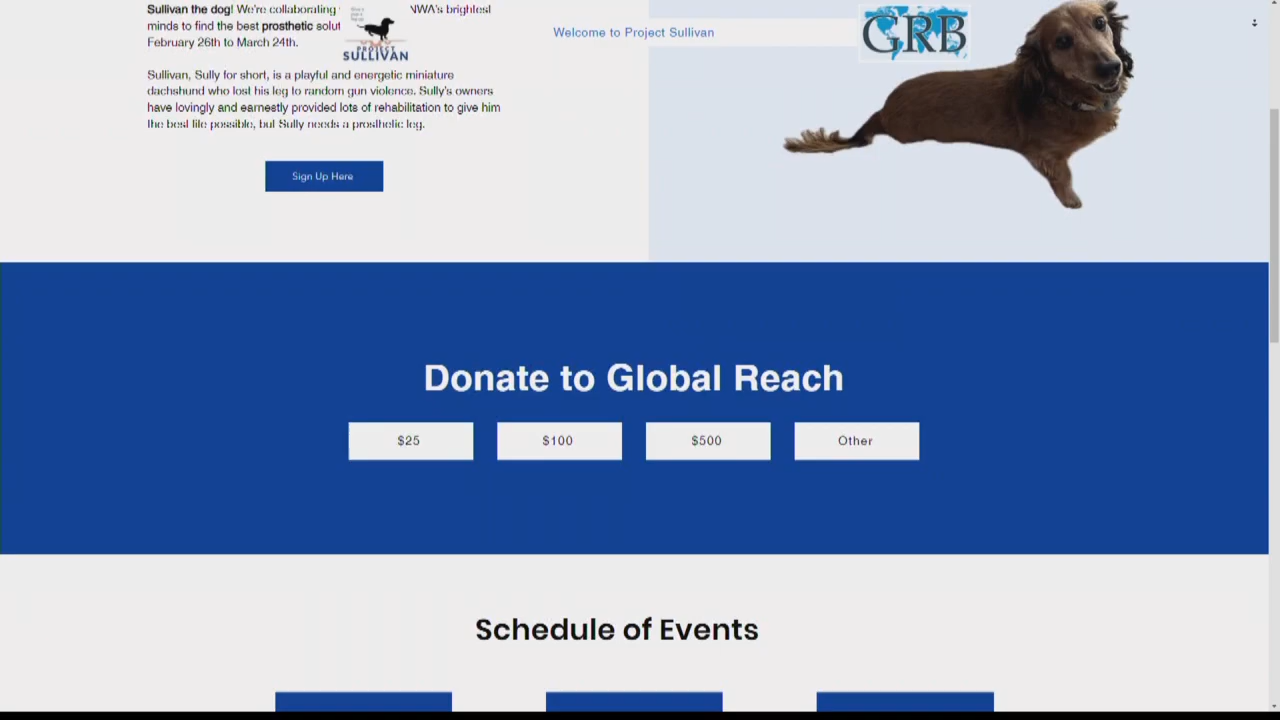 Sullivan the dog! We're collaborating
NWA's brightest
minds to find the best prosthetic solut
February 26th to March 24th.
PROJECT
SULLIVAN
Welcome to Project Sullivan
GRB
Sullivan, Sully for short, is a playful and energetic miniature
dachshund who lost his leg to random gun violence. Sully's owners
have lovingly and earnestly provided lots of rehabilitation to give him
the best life possible, but Sully needs a prosthetic leg.
Sign Up Here
Donate to Global Reach
$25
$100
$500
Other
Schedule of Events